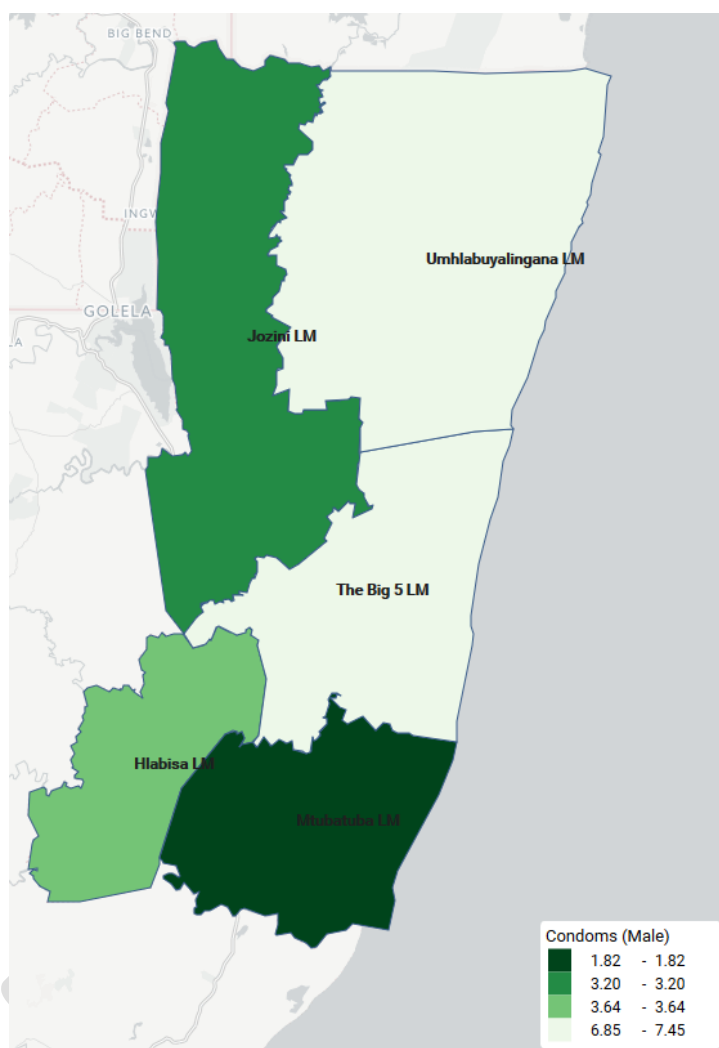 BIG BEND
INGW
Umhlabuyalingana LM
GOLELA
Jozini LM
LA
The Big 5 LM
Hlabisa LM
Mtubatuba LM
Condoms (Male)
1.82 - 1.82
3.20 - 3.20
3.64 - 3.64
6.85 - 7.45